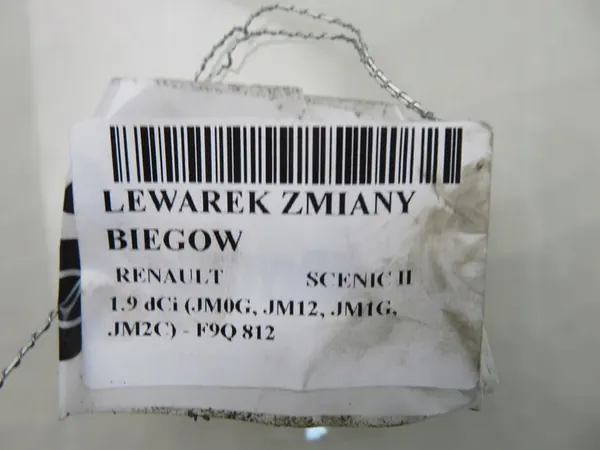 LEWAREK ZMIANY
BIEGOW
RENAULT SCENIC II
1.9 dCi (JM0G, JM12, JM1G,
JM2C) - F9Q 812